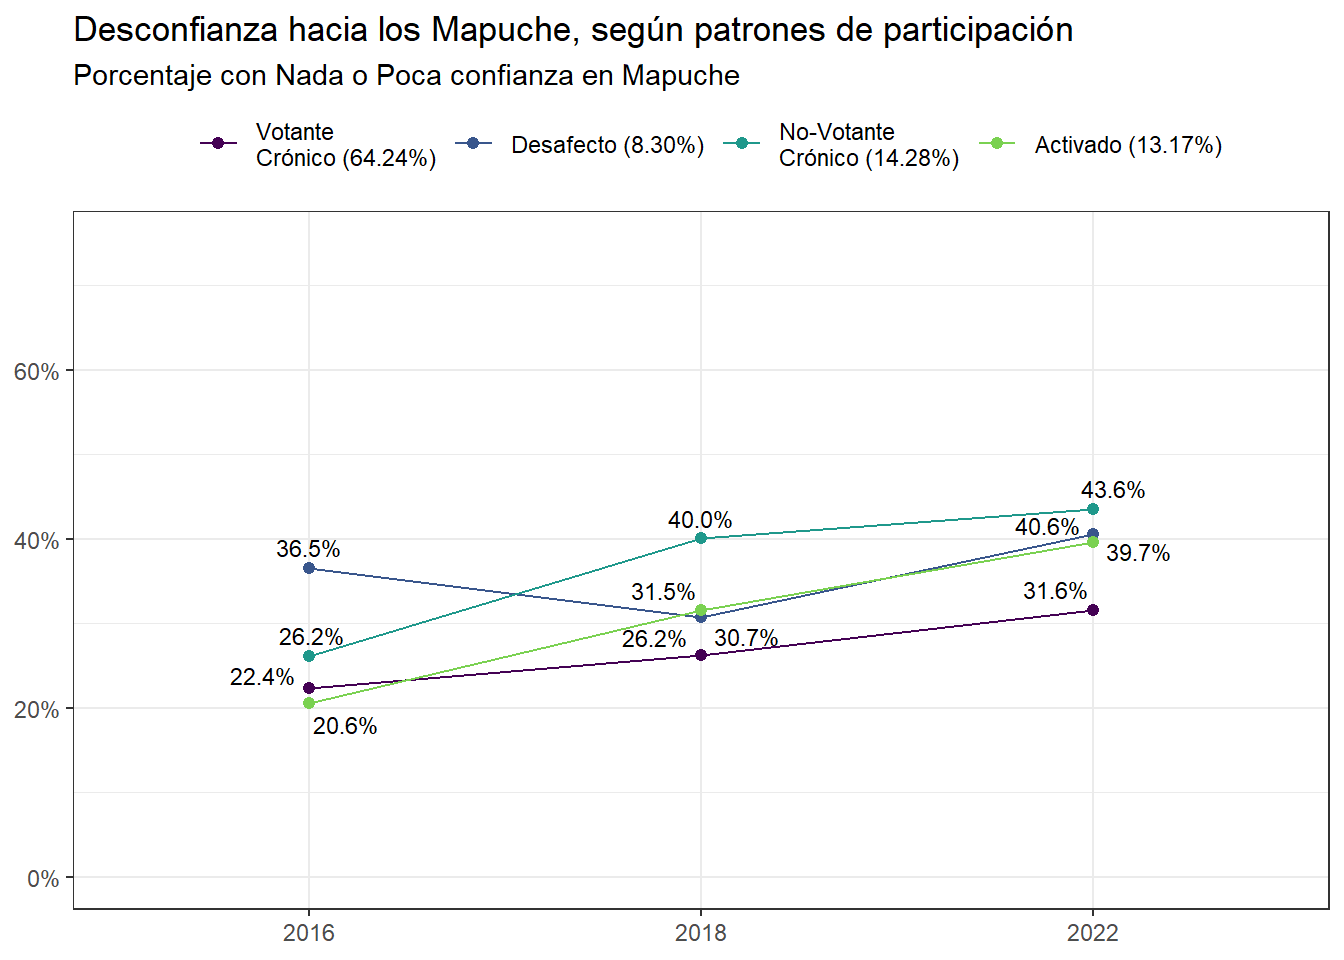 Desconfianza hacia los Mapuche, según patrones de participación
Porcentaje con Nada o Poca confianza en Mapuche
Votante
Crónico (64.24%)
Desafecto (8.30%)
No-Votante
Crónico (14.28%)
Activado (13.17%)
60%
40%
20%
0%
36.5%
26.2%
22.4%
20.6%
40.0%
31.5%
26.2%
30.7%
43.6%
40.6%
39.7%
31.6%
2016
2018
2022